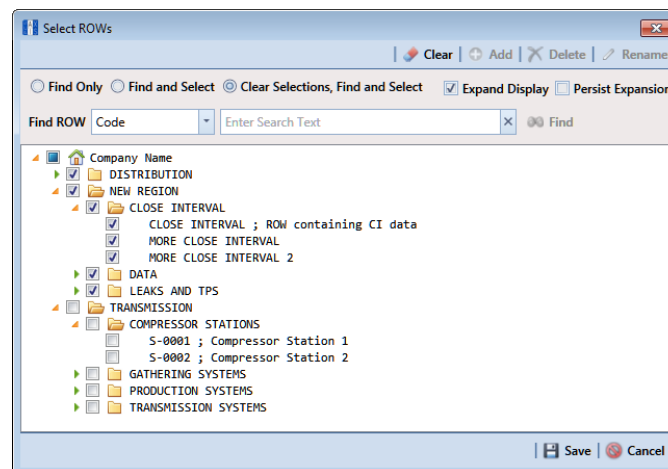 Select ROWs
Clear Add Delete Rename
Find Only Find and Select Clear Selections, Find and Select Expand Display Persist Expansion
Find ROW Code Enter Search Text Find
Company Name
DISTRIBUTION
NEW REGION
CLOSE INTERVAL
CLOSE INTERVAL ; ROW containing CI data
MORE CLOSE INTERVAL
MORE CLOSE INTERVAL 2
DATA
LEAKS AND TPS
TRANSMISSION
COMPRESSOR STATIONS
S-0001 ; Compressor Station 1
S-0002 ; Compressor Station 2
GATHERING SYSTEMS
PRODUCTION SYSTEMS
TRANSMISSION SYSTEMS
Save Cancel